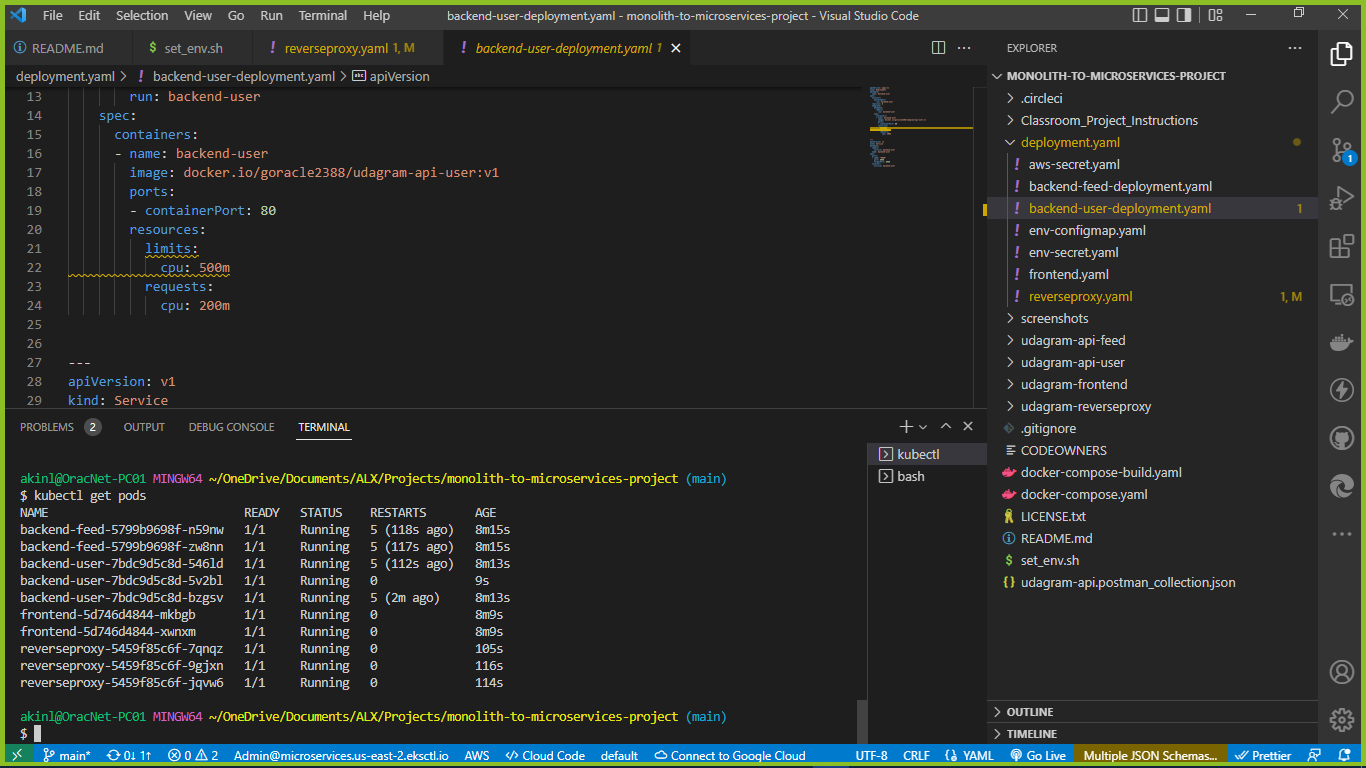 File Edit Selection View Go Run Terminal Help backend-user-deployment.yaml - monolith-to-microservices-project - Visual Studio Code
README.md $ set_env.sh ! reverseproxy.yaml 1, M ! backend-user-deployment.yaml 1
deployment.yaml > ! backend-user-deployment.yaml > abc apiVersion
13 run: backend-user
14 spec:
15 containers:
16 - name: backend-user
17 image: docker.io/goracle2388/udagram-api-user:v1
18 ports:
19 - containerPort: 80
20 resources:
21 limits:
22 cpu: 500m
23 requests:
24 cpu: 200m
25
26
27 ---
28 apiVersion: v1
29 kind: Service
PROBLEMS 2 OUTPUT DEBUG CONSOLE TERMINAL
akinl@OracNet-PC01 MINGW64 ~/OneDrive/Documents/ALX/Projects/monolith-to-microservices-project (main)
$ kubectl get pods
NAME READY STATUS RESTARTS AGE
backend-feed-5799b9698f-n59nw 1/1 Running 5 (118s ago) 8m15s
backend-feed-5799b9698f-zw8nn 1/1 Running 5 (117s ago) 8m15s
backend-user-7bdc9d5c8d-546ld 1/1 Running 5 (112s ago) 8m13s
backend-user-7bdc9d5c8d-5v2bl 1/1 Running 0 9s
backend-user-7bdc9d5c8d-bzgsv 1/1 Running 5 (2m ago) 8m13s
frontend-5d746d4844-mkbgb 1/1 Running 0 8m9s
frontend-5d746d4844-xwnxm 1/1 Running 0 8m9s
reverseproxy-5459f85c6f-7qnqz 1/1 Running 0 105s
reverseproxy-5459f85c6f-9gjxn 1/1 Running 0 116s
reverseproxy-5459f85c6f-jqvw6 1/1 Running 0 114s
akinl@OracNet-PC01 MINGW64 ~/OneDrive/Documents/ALX/Projects/monolith-to-microservices-project (main)
$
kubectl
bash
EXPLORER
MONOLITH-TO-MICROSERVICES-PROJECT
.circleci
Classroom_Project_Instructions
deployment.yaml
! aws-secret.yaml
! backend-feed-deployment.yaml
! backend-user-deployment.yaml 1
! env-configmap.yaml
! env-secret.yaml
! frontend.yaml
! reverseproxy.yaml 1, M
screenshots
udagram-api-feed
udagram-api-user
udagram-frontend
udagram-reverseproxy
.gitignore
CODEOWNERS
docker-compose-build.yaml
docker-compose.yaml
LICENSE.txt
README.md
$ set_env.sh
{} udagram-api.postman_collection.json
OUTLINE
TIMELINE
1
main* 0↓ 1↑ 0 2 Admin@microservices.us-east-2.eksctl.io AWS Cloud Code default Connect to Google Cloud UTF-8 CRLF {} YAML Go Live Multiple JSON Schemas... Prettier